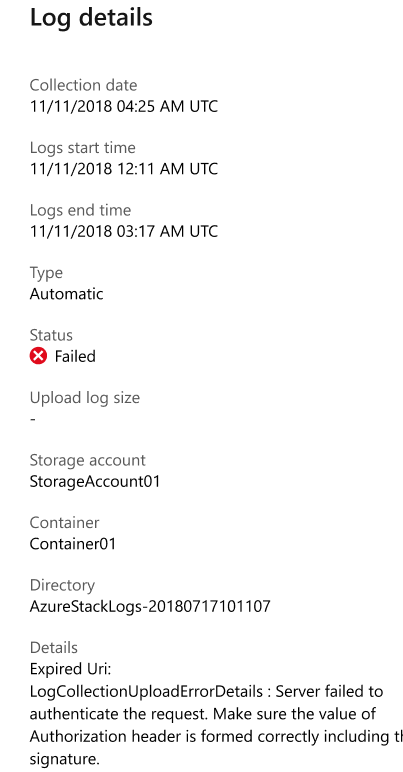 Log details
Collection date
11/11/2018 04:25 AM UTC
Logs start time
11/11/2018 12:11 AM UTC
Logs end time
11/11/2018 03:17 AM UTC
Type
Automatic
Status
Failed
Upload log size
-
Storage account
StorageAccount01
Container
Container01
Directory
AzureStackLogs-20180717101107
Details
Expired Uri:
LogCollectionUploadErrorDetails : Server failed to
authenticate the request. Make sure the value of
Authorization header is formed correctly including
signature.